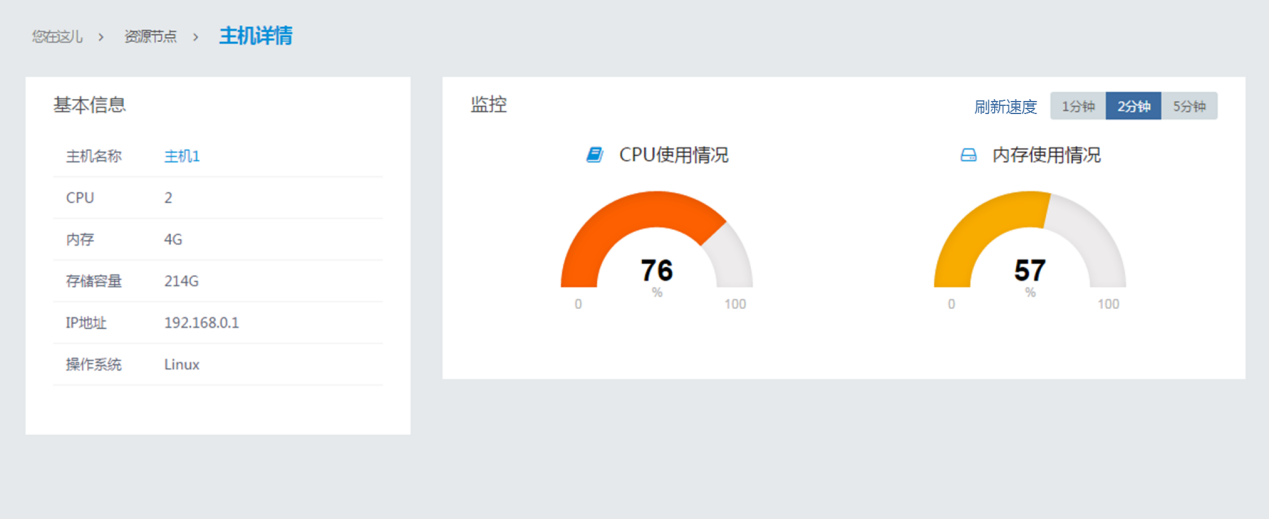 您在这儿 > 资源节点 > 主机详情
基本信息
主机名称 主机1
CPU 2
内存 4G
存储容量 214G
IP地址 192.168.0.1
操作系统 Linux
监控
刷新速度 1分钟 2分钟 5分钟
CPU使用情况
76
%
0 100
内存使用情况
57
%
0 100